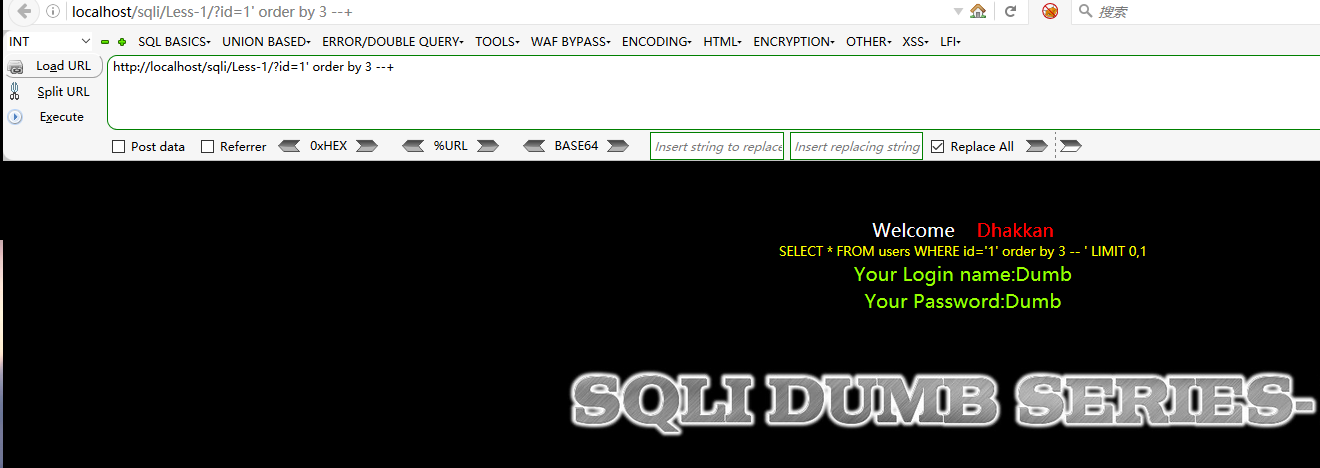 localhost/sqli/Less-1/?id=1' order by 3 --+ 搜索
INT SQL BASICS UNION BASED ERROR/DOUBLE QUERY TOOLS WAF BYPASS ENCODING HTML ENCRYPTION OTHER XSS LFI
Load URL http://localhost/sqli/Less-1/?id=1' order by 3 --+
Split URL
Execute
Post data Referrer 0xHEX %URL BASE64 Insert string to replace Insert replacing string Replace All
Welcome Dhakkan
SELECT * FROM users WHERE id='1' order by 3 -- ' LIMIT 0,1
Your Login name:Dumb
Your Password:Dumb
SQLI DUMB SERIES-